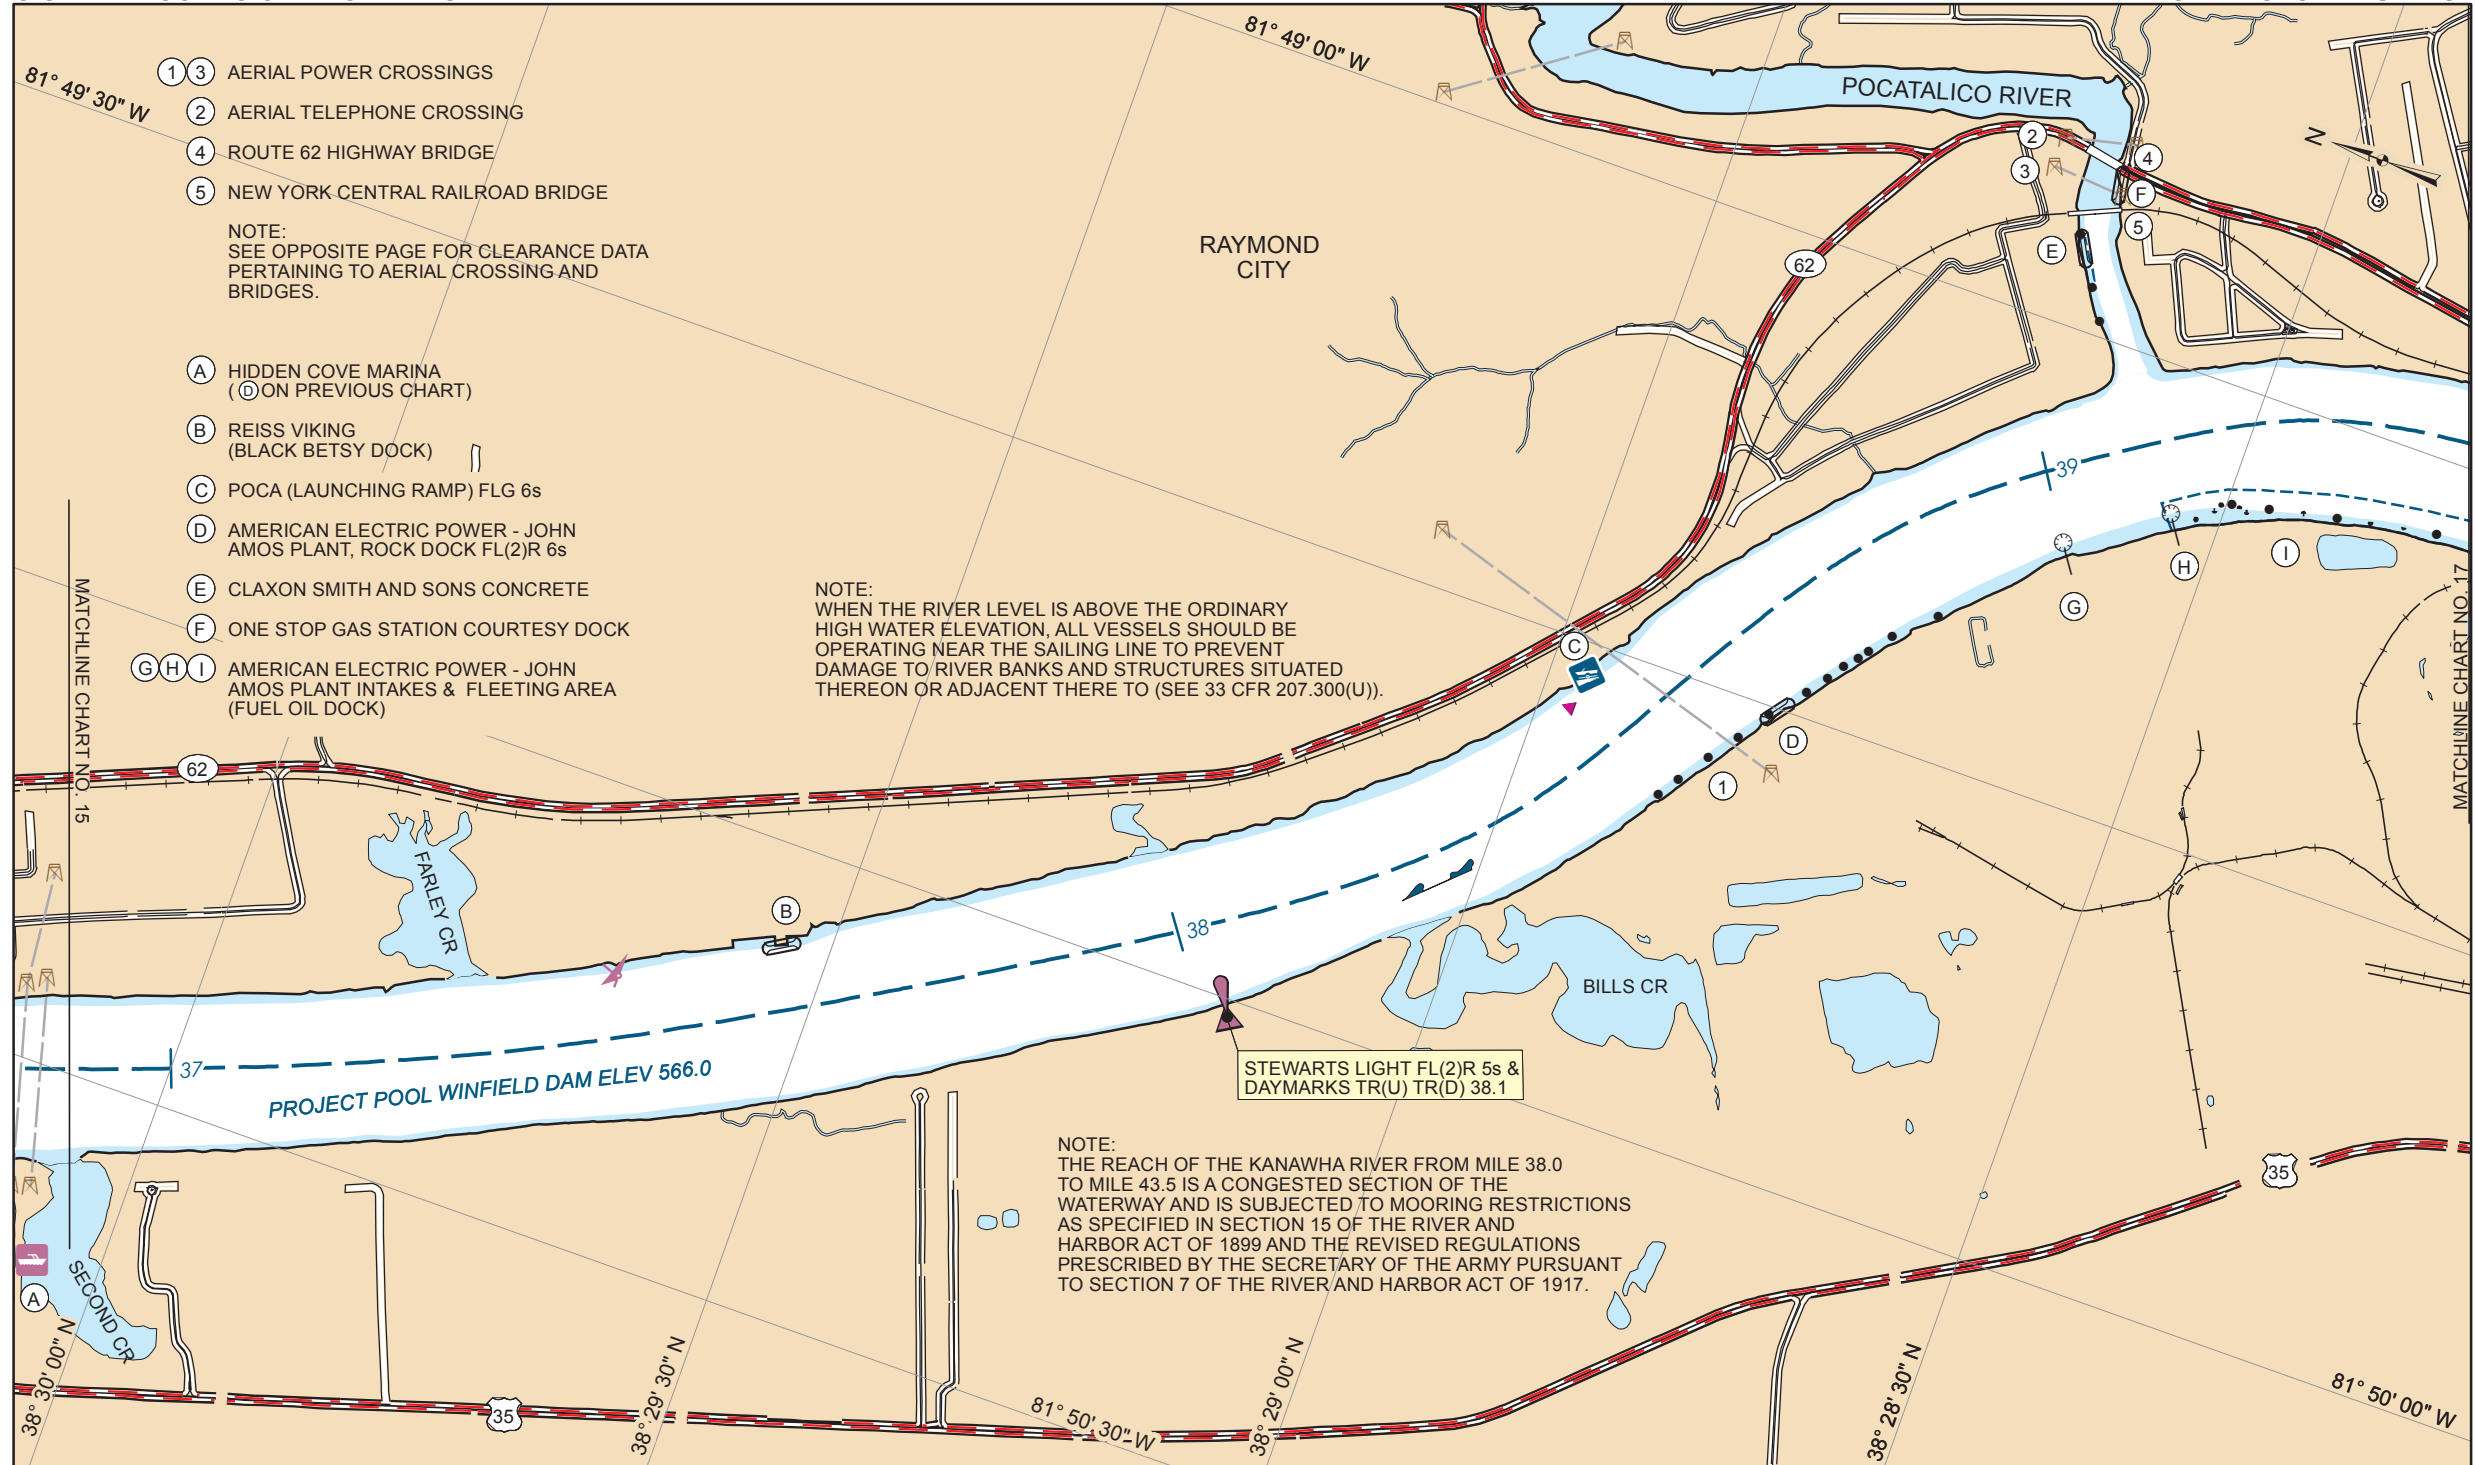 81° 49' 30" W
①③ AERIAL POWER CROSSINGS
② AERIAL TELEPHONE CROSSING
④ ROUTE 62 HIGHWAY BRIDGE
⑤ NEW YORK CENTRAL RAILROAD BRIDGE
NOTE:
SEE OPPOSITE PAGE FOR CLEARANCE DATA
PERTAINING TO AERIAL CROSSING AND
BRIDGES.
Ⓐ HIDDEN COVE MARINA
( Ⓓ ON PREVIOUS CHART)
Ⓑ REISS VIKING
(BLACK BETSY DOCK)
Ⓒ POCA (LAUNCHING RAMP) FLG 6s
Ⓓ AMERICAN ELECTRIC POWER - JOHN
AMOS PLANT, ROCK DOCK FL(2)R 6s
Ⓔ CLAXON SMITH AND SONS CONCRETE
Ⓕ ONE STOP GAS STATION COURTESY DOCK
ⒼⒽⒾ AMERICAN ELECTRIC POWER - JOHN
AMOS PLANT INTAKES & FLEETING AREA
(FUEL OIL DOCK)
MATCHLINE CHART NO. 15
81° 49' 00" W
POCATALICO RIVER
RAYMOND
CITY
62
2
3
4
F
5
E
N
39
G
H
I
MATCHLINE CHART NO. 17
NOTE:
WHEN THE RIVER LEVEL IS ABOVE THE ORDINARY
HIGH WATER ELEVATION, ALL VESSELS SHOULD BE
OPERATING NEAR THE SAILING LINE TO PREVENT
DAMAGE TO RIVER BANKS AND STRUCTURES SITUATED
THEREON OR ADJACENT THERE TO (SEE 33 CFR 207.300(U)).
C
D
1
62
FARLEY CR
B
38
37
PROJECT POOL WINFIELD DAM ELEV 566.0
BILLS CR
STEWARTS LIGHT FL(2)R 5s &
DAYMARKS TR(U) TR(D) 38.1
NOTE:
THE REACH OF THE KANAWHA RIVER FROM MILE 38.0
TO MILE 43.5 IS A CONGESTED SECTION OF THE
WATERWAY AND IS SUBJECTED TO MOORING RESTRICTIONS
AS SPECIFIED IN SECTION 15 OF THE RIVER AND
HARBOR ACT OF 1899 AND THE REVISED REGULATIONS
PRESCRIBED BY THE SECRETARY OF THE ARMY PURSUANT
TO SECTION 7 OF THE RIVER AND HARBOR ACT OF 1917.
35
A
SECOND CR
38° 30' 00" N
35
38° 29' 30" N
81° 50' 30" W
38° 29' 00" N
38° 28' 30" N
81° 50' 00" W